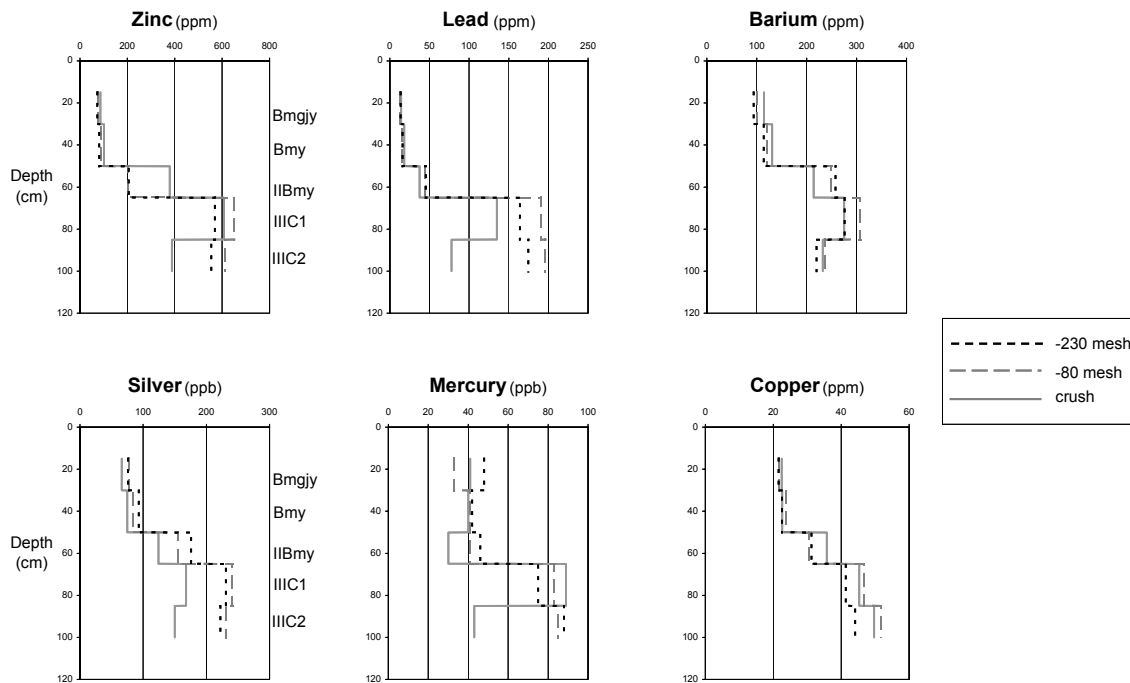 Zinc (ppm)
0 200 400 600 800
0
20
40
60
80
100
120
Depth
(cm)
Bmgjy
Bmy
IIBmy
IIIC1
IIIC2
Lead (ppm)
0 50 100 150 200 250
0
20
40
60
80
100
120
Barium (ppm)
0 100 200 300 400
0
20
40
60
80
100
120
-230 mesh
-80 mesh
crush
Silver (ppb)
0 100 200 300
0
20
40
60
80
100
120
Depth
(cm)
Bmgjy
Bmy
IIBmy
IIIC1
IIIC2
Mercury (ppb)
0 20 40 60 80 100
0
20
40
60
80
100
120
Copper (ppm)
0 20 40 60
0
20
40
60
80
100
120